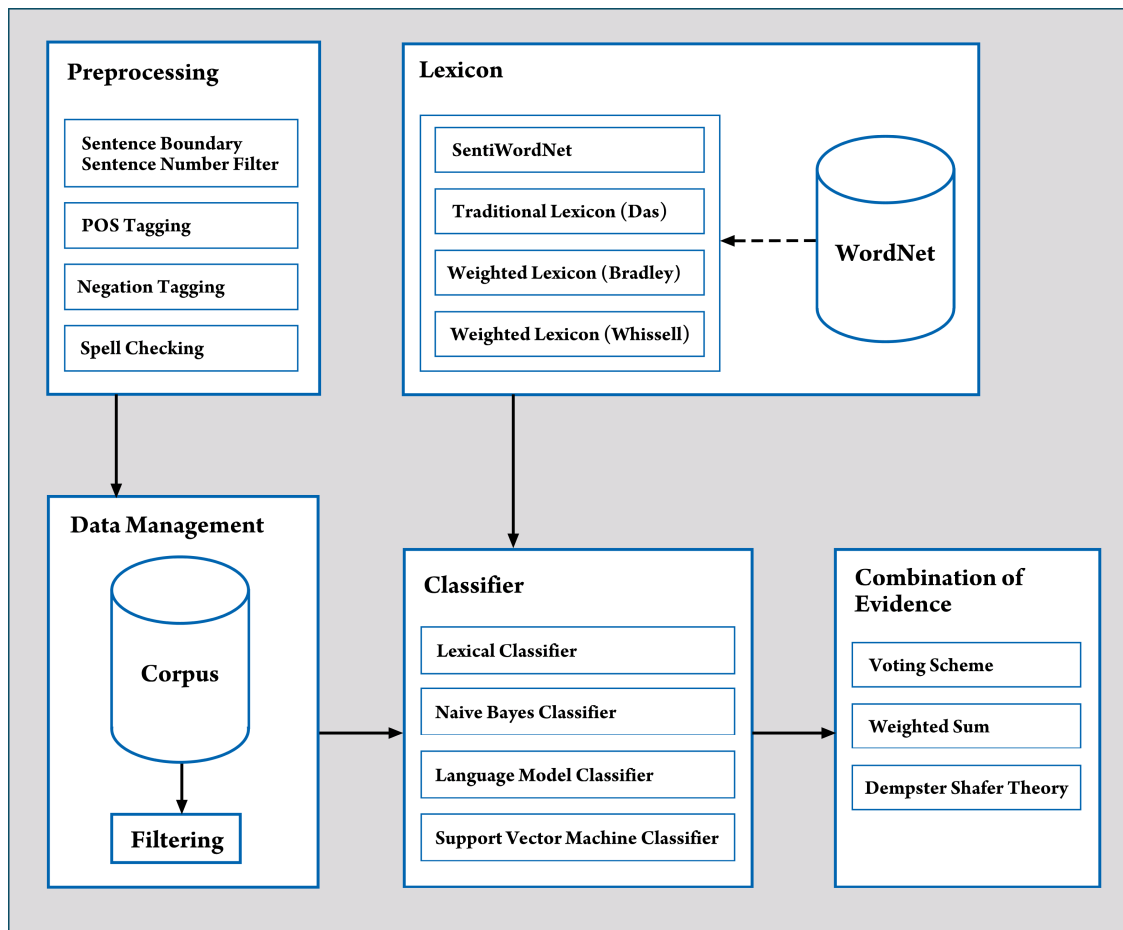 Preprocessing
Sentence Boundary
Sentence Number Filter
POS Tagging
Negation Tagging
Spell Checking
Lexicon
SentiWordNet
Traditional Lexicon (Das)
Weighted Lexicon (Bradley)
Weighted Lexicon (Whissell)
WordNet
Data Management
Corpus
Filtering
Classifier
Lexical Classifier
Naive Bayes Classifier
Language Model Classifier
Support Vector Machine Classifier
Combination of
Evidence
Voting Scheme
Weighted Sum
Dempster Shafer Theory